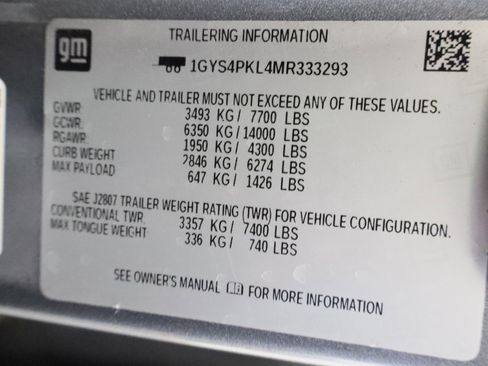 gm
TRAILERING INFORMATION
1GYS4PKL4MR333293
VEHICLE AND TRAILER MUST NOT EXCEED ANY OF THESE VALUES.
GVWR: 3493 KG/ 7700 LBS
GCWR: 6350 KG/ 14000 LBS
RGAWR: 1950 KG/ 4300 LBS
CURB WEIGHT 2846 KG/ 6274 LBS
MAX PAYLOAD 647 KG/ 1426 LBS
SAE J2807 TRAILER WEIGHT RATING (TWR) FOR VEHICLE CONFIGURATION.
CONVENTIONAL TWR: 3357 KG/ 7400 LBS
MAX TONGUE WEIGHT: 336 KG/ 740 LBS
SEE OWNER'S MANUAL FOR MORE INFORMATION